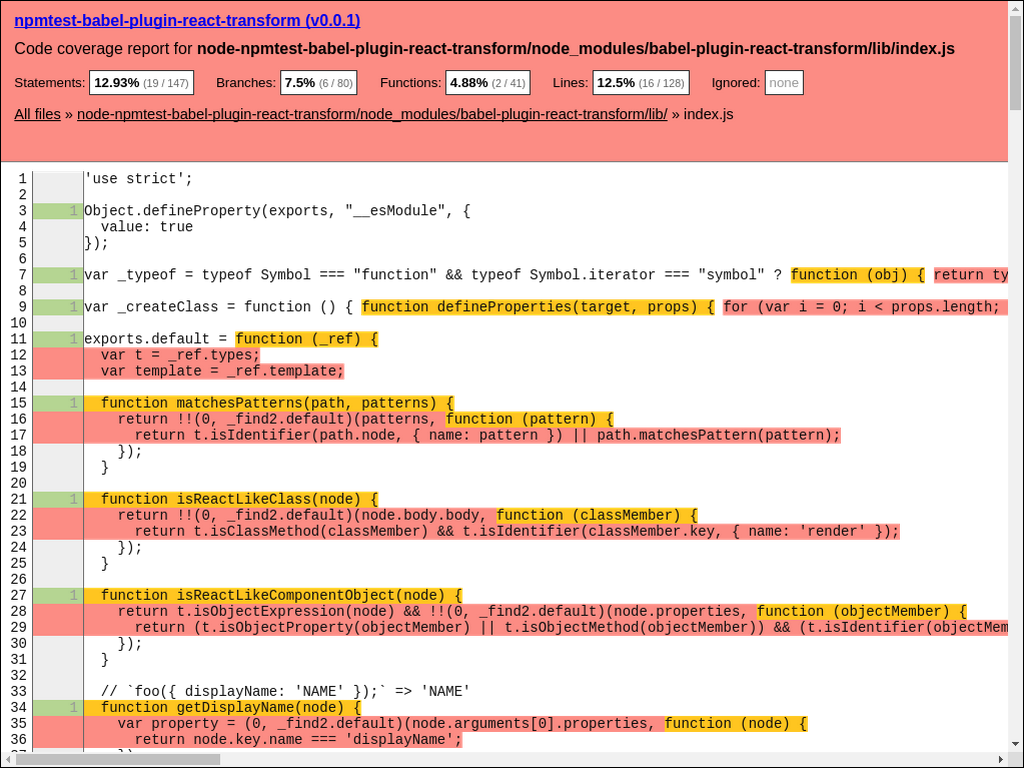 npmtest-babel-plugin-react-transform (v0.0.1)
Code coverage report for node-npmtest-babel-plugin-react-transform/node_modules/babel-plugin-react-transform/lib/index.js
Statements: 12.93% (19 / 147) Branches: 7.5% (6 / 80) Functions: 4.88% (2 / 41) Lines: 12.5% (16 / 128) Ignored: none
All files » node-npmtest-babel-plugin-react-transform/node_modules/babel-plugin-react-transform/lib/ » index.js
1 'use strict';
2
3 1 Object.defineProperty(exports, "__esModule", {
4   value: true
5 });
6
7 1 var _typeof = typeof Symbol === "function" && typeof Symbol.iterator === "symbol" ? function (obj) { return ty
8
9 1 var _createClass = function () { function defineProperties(target, props) { for (var i = 0; i < props.length;
10
11 1 exports.default = function (_ref) {
12   var t = _ref.types;
13   var template = _ref.template;
14
15 1   function matchesPatterns(path, patterns) {
16     return !!(0, _find2.default)(patterns, function (pattern) {
17       return t.isIdentifier(path.node, { name: pattern }) || path.matchesPattern(pattern);
18     });
19   }
20
21 1   function isReactLikeClass(node) {
22     return !!(0, _find2.default)(node.body.body, function (classMember) {
23       return t.isClassMethod(classMember) && t.isIdentifier(classMember.key, { name: 'render' });
24     });
25   }
26
27 1   function isReactLikeComponentObject(node) {
28     return t.isObjectExpression(node) && !!(0, _find2.default)(node.properties, function (objectMember) {
29       return (t.isObjectProperty(objectMember) || t.isObjectMethod(objectMember)) && (t.isIdentifier(objectMem
30     });
31   }
32
33   // `foo({ displayName: 'NAME' });` => 'NAME'
34 1   function getDisplayName(node) {
35     var property = (0, _find2.default)(node.arguments[0].properties, function (node) {
36       return node.key.name === 'displayName';